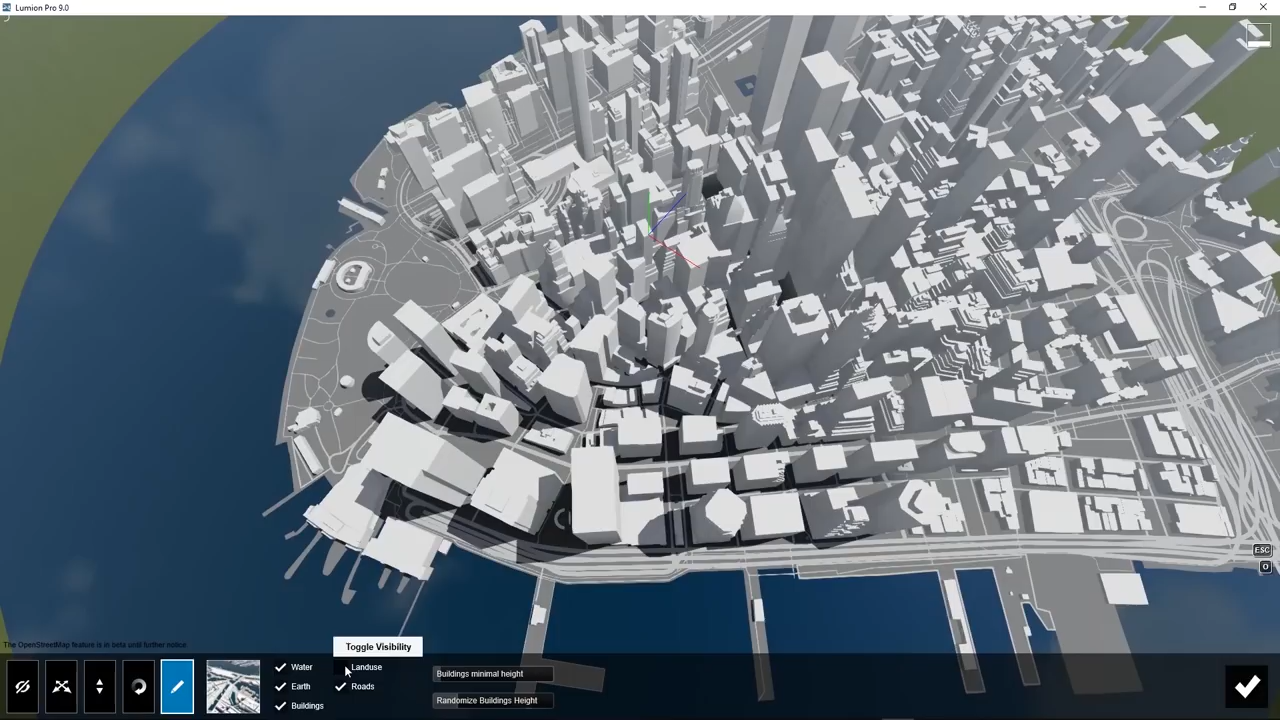 Lumion Pro 9.0
ESC
O
The OpenStreetMap feature is in beta until further notice
Toggle Visibility
Water
Landuse
Earth
Roads
Buildings
Buildings minimal height
Randomize Buildings Height